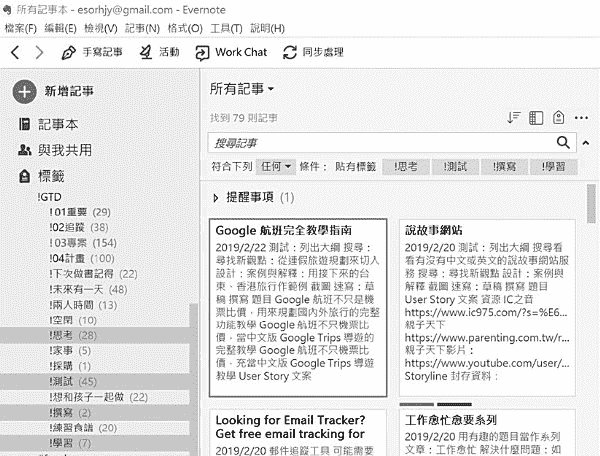 所有記事本 - esorhjy@gmail.com - Evernote
檔案(F) 編輯(E) 檢視(V) 記事(N) 格式(O) 工具(T) 說明(H)
手寫記事 活動 Work Chat 同步處理
新增記事
記事本
與我共用
標籤
!GTD
!01重要 (29)
!02追蹤 (38)
!03專案 (154)
!04計畫 (100)
!下次做書記得 (22)
!未來有一天 (48)
!兩人時間 (13)
!空閑 (10)
!思考 (28)
!家事 (5)
!採購 (1)
!測試 (45)
!想和孩子一起做 (22)
!撰寫 (2)
!練習食譜 (20)
!學習 (7)
所有記事
找到 79 則記事
搜尋記事
符合下列 任何 條件： 貼有標籤 !思考 !測試 !撰寫 !學習
提醒事項 (1)
Google 航班完全教學指南
2019/2/22 測試：列出大綱 搜尋：
尋找新觀點：從連假旅遊規劃來切入
設計：案例與解釋：用接下來的台
東、香港旅行作範例 截圖 速寫：草
稿 撰寫 題目 Google 航班不只是機
票比價，用來規劃國內外旅行的完整
功能教學 Google 航班不只機票比
價，當中文版 Google Trips 導遊的
完整教學 Google 航班不只機票比
價，充當中文版 Google Trips 導遊
教學 User Story 文案
說故事網站
2019/2/20 測試：列出大綱 搜尋看
看有沒有中文或英文的說故事網站服
務 搜尋：尋找新觀點 設計：案例與
解釋 截圖 速寫：草稿 撰寫 題目
User Story 文案 資源 IC之音
https://www.ic975.com/?s=%E6...
親子天下
https://www.parenting.com.tw/r...
親子天下影片：
https://www.youtube.com/user/...
Storyline 封存資料：
Looking for Email Tracker?
Get free email tracking for
2019/2/20 郵件追蹤工具 可能需要
工作愈忙愈要系列
2019/2/20 用有趣的題目當作系列
文章：工作愈忙 解決什麼問題：如